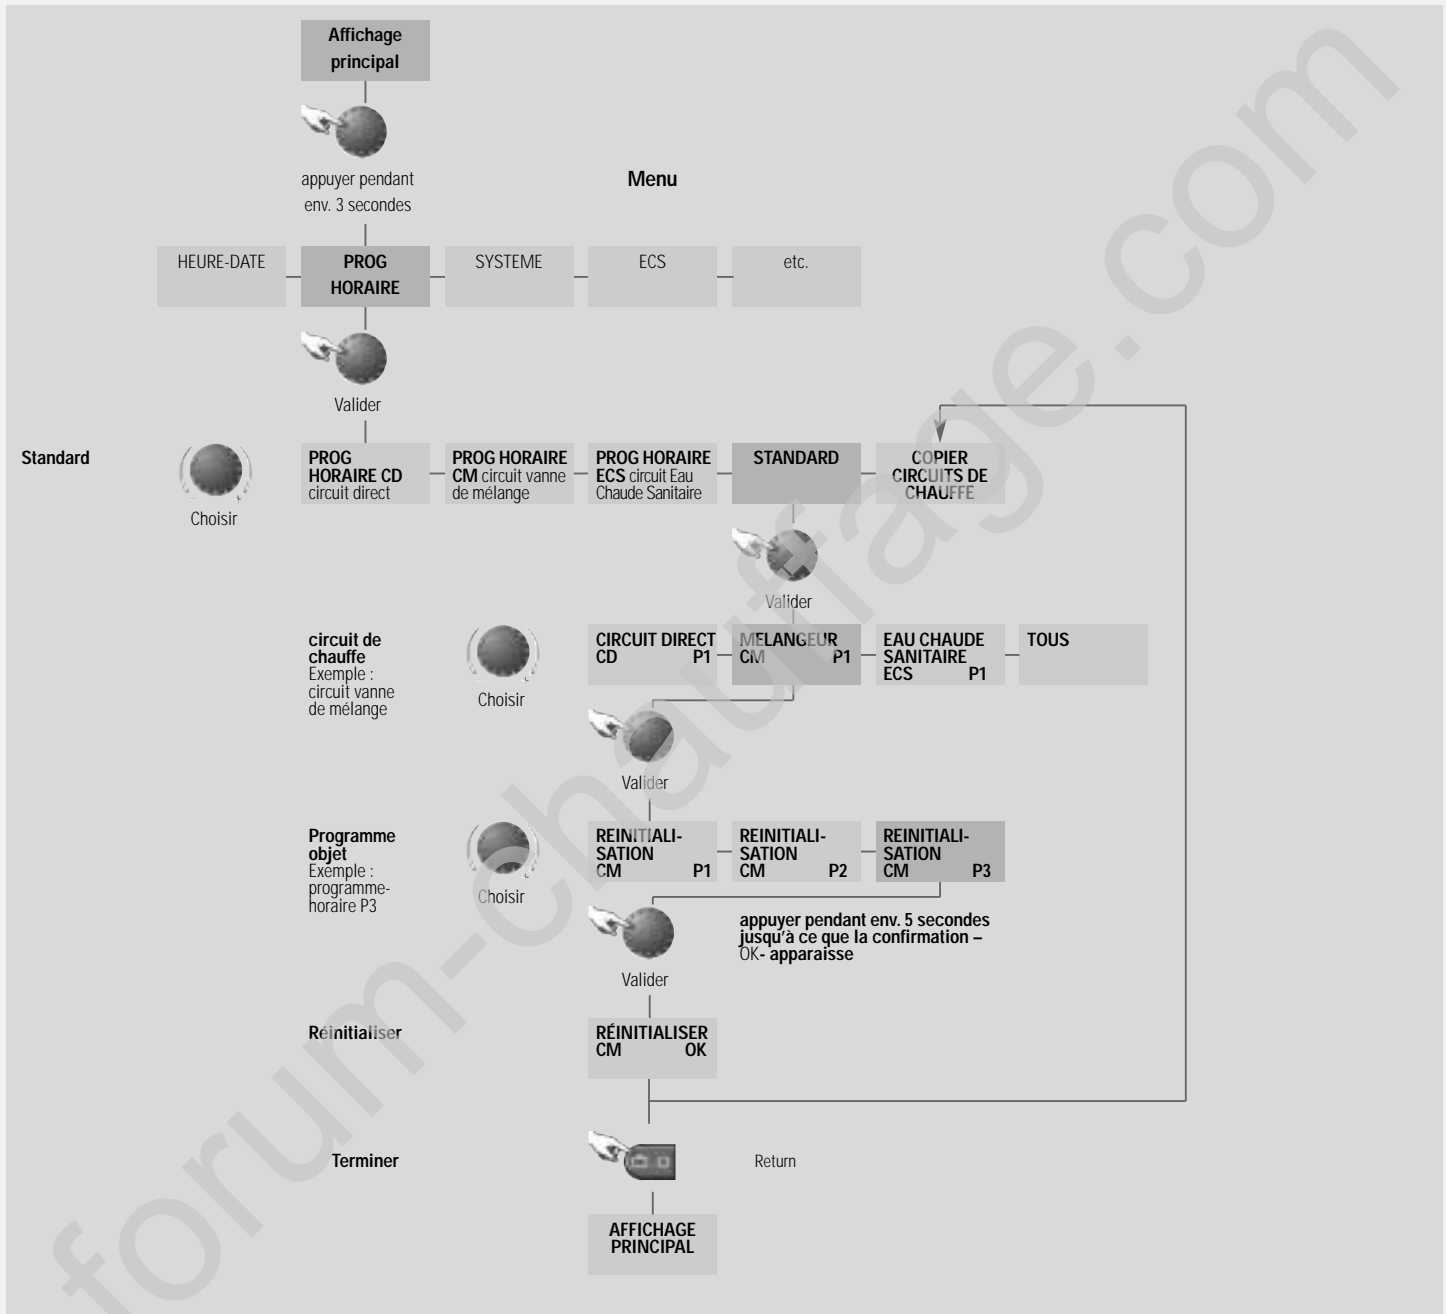 Affichage
principal
appuyer pendant
env. 3 secondes
Menu
HEURE-DATE
PROG
HORAIRE
SYSTEME
ECS
etc.
Valider
Standard
Choisir
PROG
HORAIRE CD
circuit direct
PROG HORAIRE
CM circuit vanne
de mélange
PROG HORAIRE
ECS circuit Eau
Chaude Sanitaire
STANDARD
COPIER
CIRCUITS DE
CHAUFFE
Valider
circuit de
chauffe
Exemple :
circuit vanne
de mélange
Choisir
CIRCUIT DIRECT
CD P1
MELANGEUR
CM P1
EAU CHAUDE
SANITAIRE
ECS P1
TOUS
Valider
Programme
objet
Exemple :
programme-
horaire P3
Choisir
REINITIALI-
SATION
CM P1
REINITIALI-
SATION
CM P2
REINITIALI-
SATION
CM P3
appuyer pendant env. 5 secondes
jusqu'à ce que la confirmation –
OK- apparaisse
Valider
Réinitialiser
RÉINITIALISER
CM OK
Terminer
Return
AFFICHAGE
PRINCIPAL
forum-chauffage.com